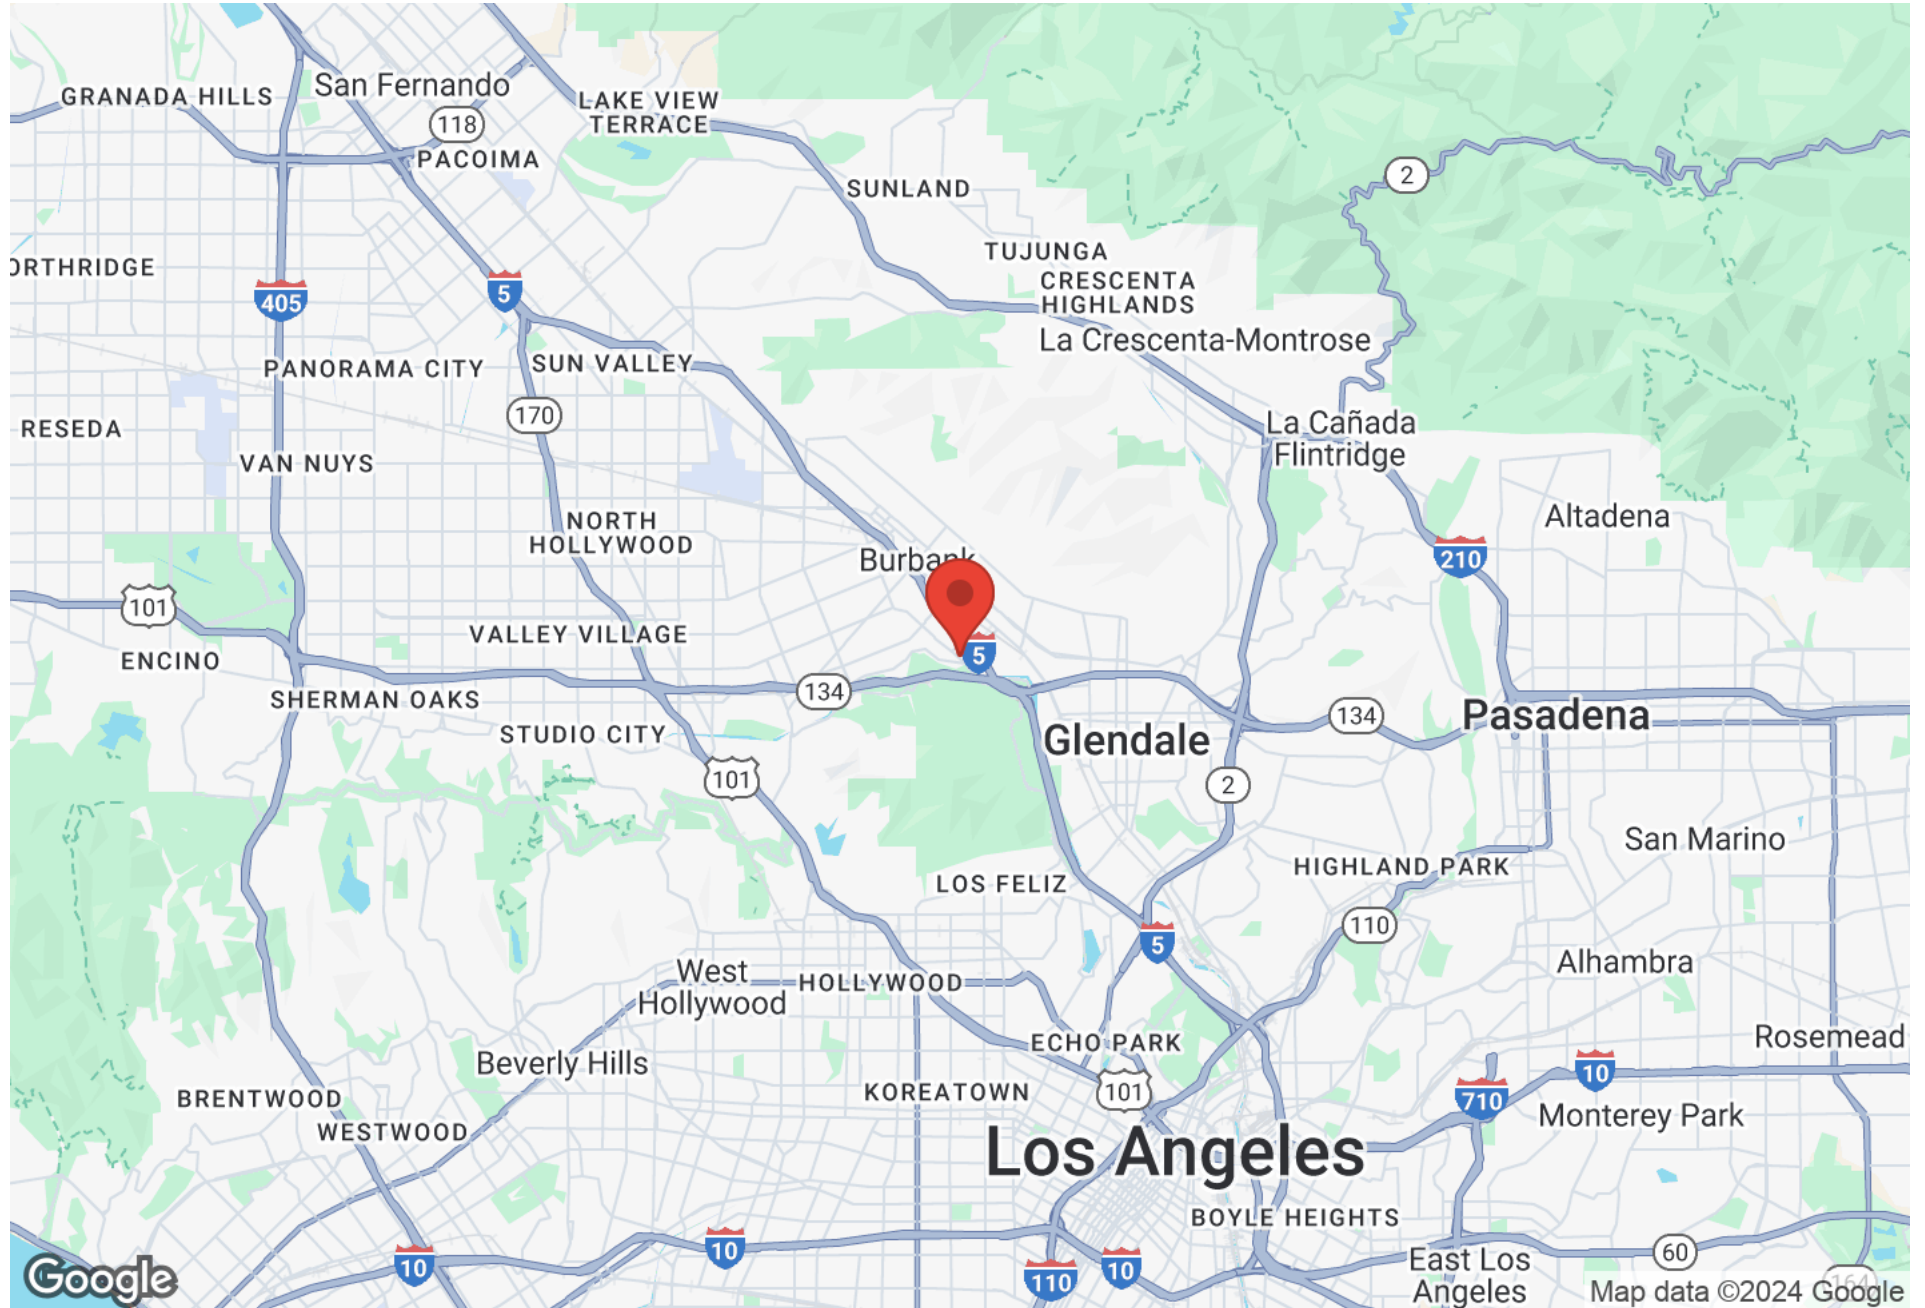 San Fernando
GRANADA HILLS
LAKE VIEW
TERRACE
118
PACOIMA
2
SUNLAND
TUJUNGA
ORTHRIDGE
CRESCENTA
HIGHLANDS
405
5
La Crescenta-Montrose
PANORAMA CITY
SUN VALLEY
170
RESEDA
La Cañada
Flintridge
VAN NUYS
Altadena
NORTH
HOLLYWOOD
Burbank
210
101
VALLEY VILLAGE
5
ENCINO
SHERMAN OAKS
134
134
Pasadena
STUDIO CITY
Glendale
101
2
San Marino
HIGHLAND PARK
LOS FELIZ
110
5
Alhambra
West
Hollywood
HOLLYWOOD
Rosemead
ECHO PARK
Beverly Hills
10
KOREATOWN
101
710
BRENTWOOD
Monterey Park
WESTWOOD
Los Angeles
BOYLE HEIGHTS
10
60
East Los
Angeles
10
110
10
164
Google
Map data ©2024 Google